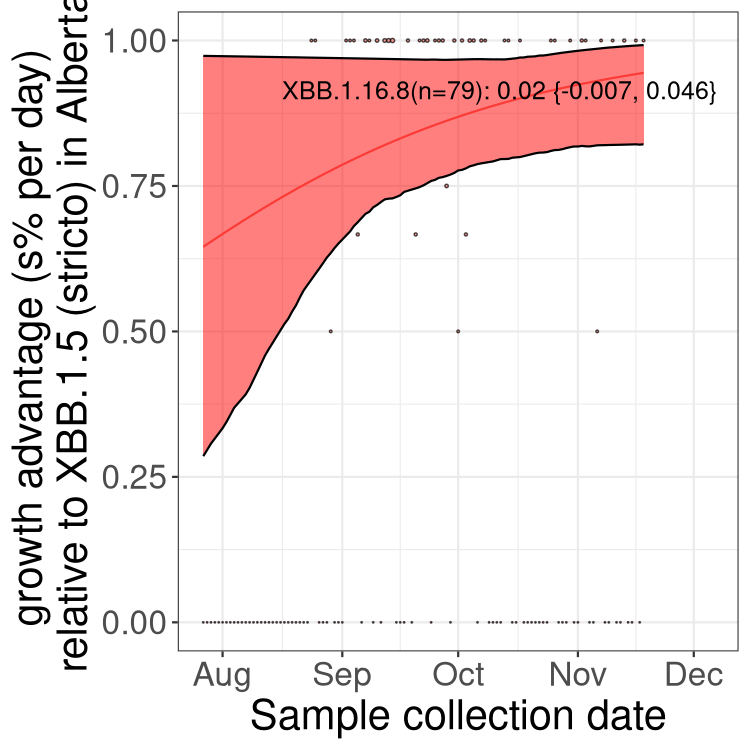 growth advantage (s% per day)
relative to XBB.1.5 (stricto) in Alberta
1.00
0.75
0.50
0.25
0.00
XBB.1.16.8(n=79): 0.02 {-0.007, 0.046}
Aug Sep Oct Nov Dec
Sample collection date